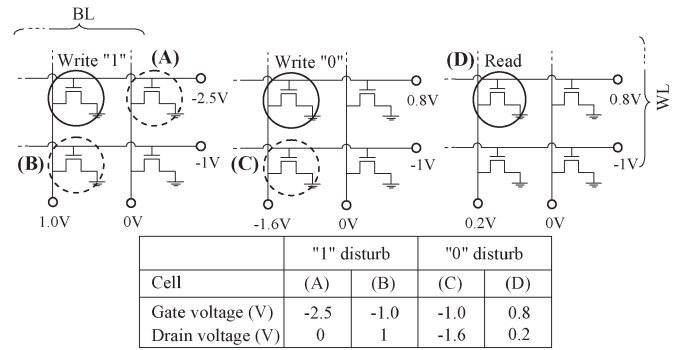 BL
Write "1" (A) Write "0" (D) Read
-2.5V 0.8V 0.8V
WL
(B) -1V (C) -1V -1V
1.0V 0V -1.6V 0V 0.2V 0V
"1" disturb "0" disturb
Cell (A) (B) (C) (D)
Gate voltage (V) -2.5 -1.0 -1.0 0.8
Drain voltage (V) 0 1 -1.6 0.2